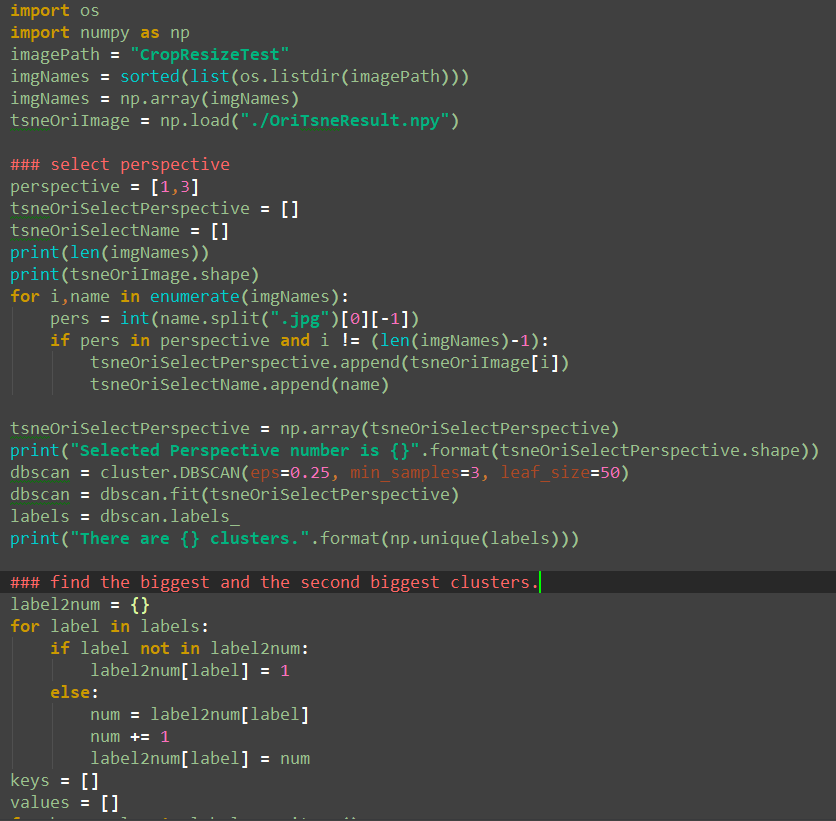 import os
import numpy as np
imagePath = "CropResizeTest"
imgNames = sorted(list(os.listdir(imagePath)))
imgNames = np.array(imgNames)
tsneOriImage = np.load("./OriTsneResult.npy")
### select perspective
perspective = [1,3]
tsneOriSelectPerspective = []
tsneOriSelectName = []
print(len(imgNames))
print(tsneOriImage.shape)
for i,name in enumerate(imgNames):
    pers = int(name.split(".jpg")[0][-1])
    if pers in perspective and i != (len(imgNames)-1):
        tsneOriSelectPerspective.append(tsneOriImage[i])
        tsneOriSelectName.append(name)
tsneOriSelectPerspective = np.array(tsneOriSelectPerspective)
print("Selected Perspective number is {}".format(tsneOriSelectPerspective.shape))
dbscan = cluster.DBSCAN(eps=0.25, min_samples=3, leaf_size=50)
dbscan = dbscan.fit(tsneOriSelectPerspective)
labels = dbscan.labels_
print("There are {} clusters.".format(np.unique(labels)))
### find the biggest and the second biggest clusters.
label2num = {}
for label in labels:
    if label not in label2num:
        label2num[label] = 1
    else:
        num = label2num[label]
        num += 1
        label2num[label] = num
keys = []
values = []